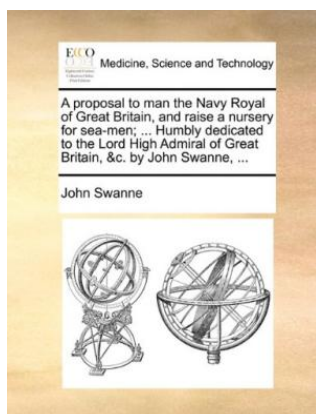 ECCO
Medicine, Science and Technology
A proposal to man the Navy Royal
of Great Britain, and raise a nursery
for sea-men; ... Humbly dedicated
to the Lord High Admiral of Great
Britain, &c. by John Swanne, ...
John Swanne